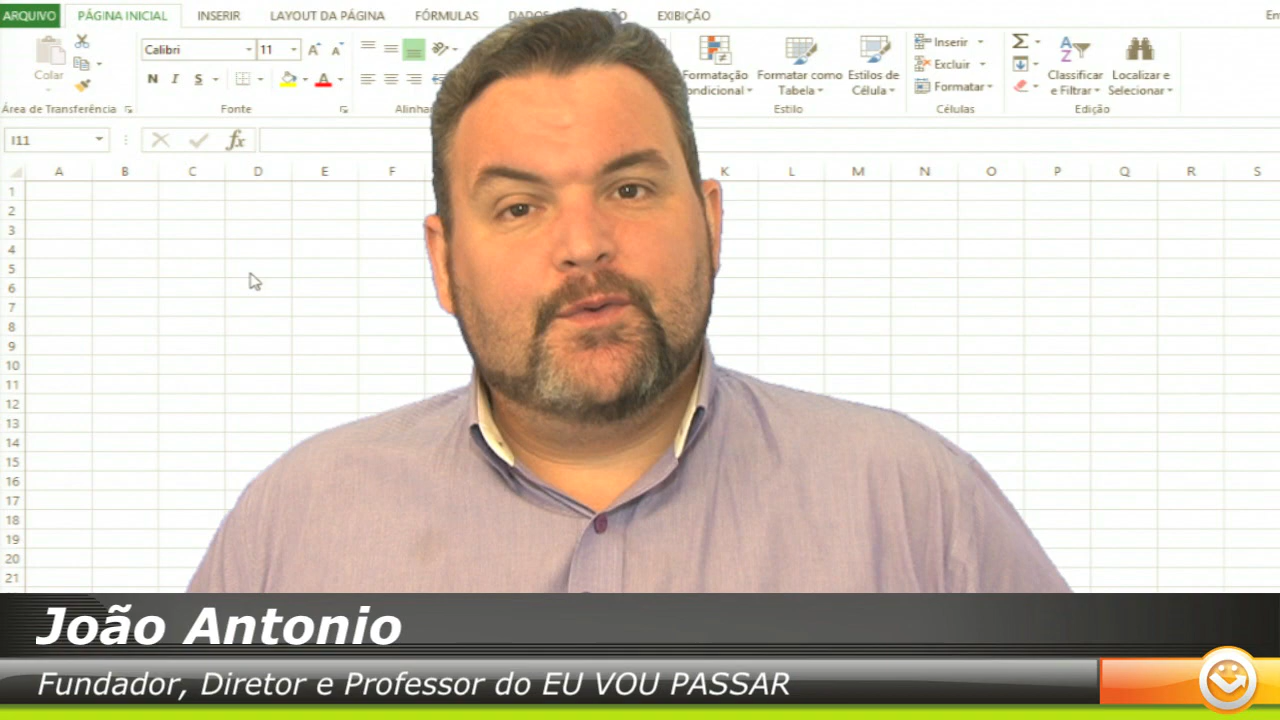 ARQUIVO PÁGINA INICIAL INSERIR LAYOUT DA PÁGINA FÓRMULAS EXIBIÇÃO
Calibri 11 Inserir Σ A Z
Colar N I S A Formatação Formatar como Estilos de Excluir Classificar Localizar e
condicional Tabela Célula Formatar e Filtrar Selecionar
Área de Transferência Fonte Estilo Células Edição
I11 fx
A B C D E F K L M N O P Q R S
1
2
3
4
5
6
7
8
9
10
11
12
13
14
15
16
17
18
19
20
21
João Antonio
Fundador, Diretor e Professor do EU VOU PASSAR